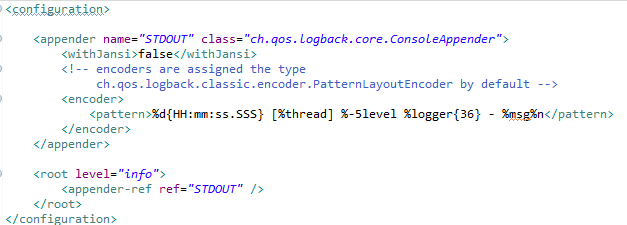 <configuration>
<appender name="STDOUT" class="ch.qos.logback.core.ConsoleAppender">
<withJansi>false</withJansi>
<!-- encoders are assigned the type
ch.qos.logback.classic.encoder.PatternLayoutEncoder by default -->
<encoder>
<pattern>%d{HH:mm:ss.SSS} [%thread] %-5level %logger{36} - %msg%n</pattern>
</encoder>
</appender>
<root level="info">
<appender-ref ref="STDOUT" />
</root>
</configuration>